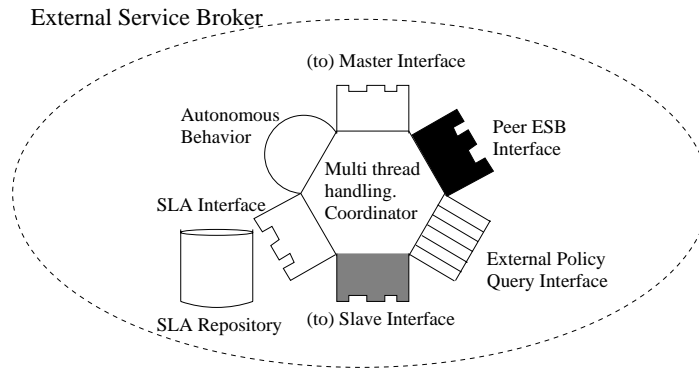 External Service Broker
(to) Master Interface
Autonomous
Behavior
Peer ESB
Interface
Multi thread
handling.
Coordinator
SLA Interface
External Policy
Query Interface
SLA Repository
(to) Slave Interface